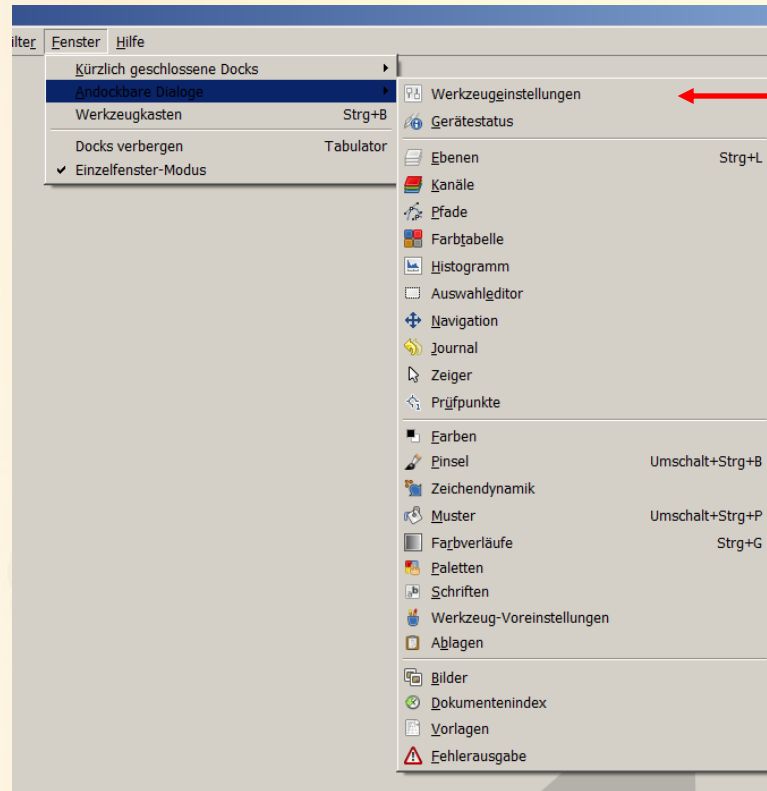 ilter Fenster Hilfe
Kürzlich geschlossene Docks
Andockbare Dialoge
Werkzeugkasten Strg+B
Docks verbergen Tabulator
Einzelfenster-Modus
Werkzeugeinstellungen
Gerätestatus
Ebenen Strg+L
Kanäle
Pfade
Farbtabelle
Histogramm
Auswahleditor
Navigation
Journal
Zeiger
Prüfpunkte
Farben
Pinsel Umschalt+Strg+B
Zeichendynamik
Muster Umschalt+Strg+P
Farbverläufe Strg+G
Paletten
Schriften
Werkzeug-Voreinstellungen
Ablagen
Bilder
Dokumentenindex
Vorlagen
Fehlerausgabe